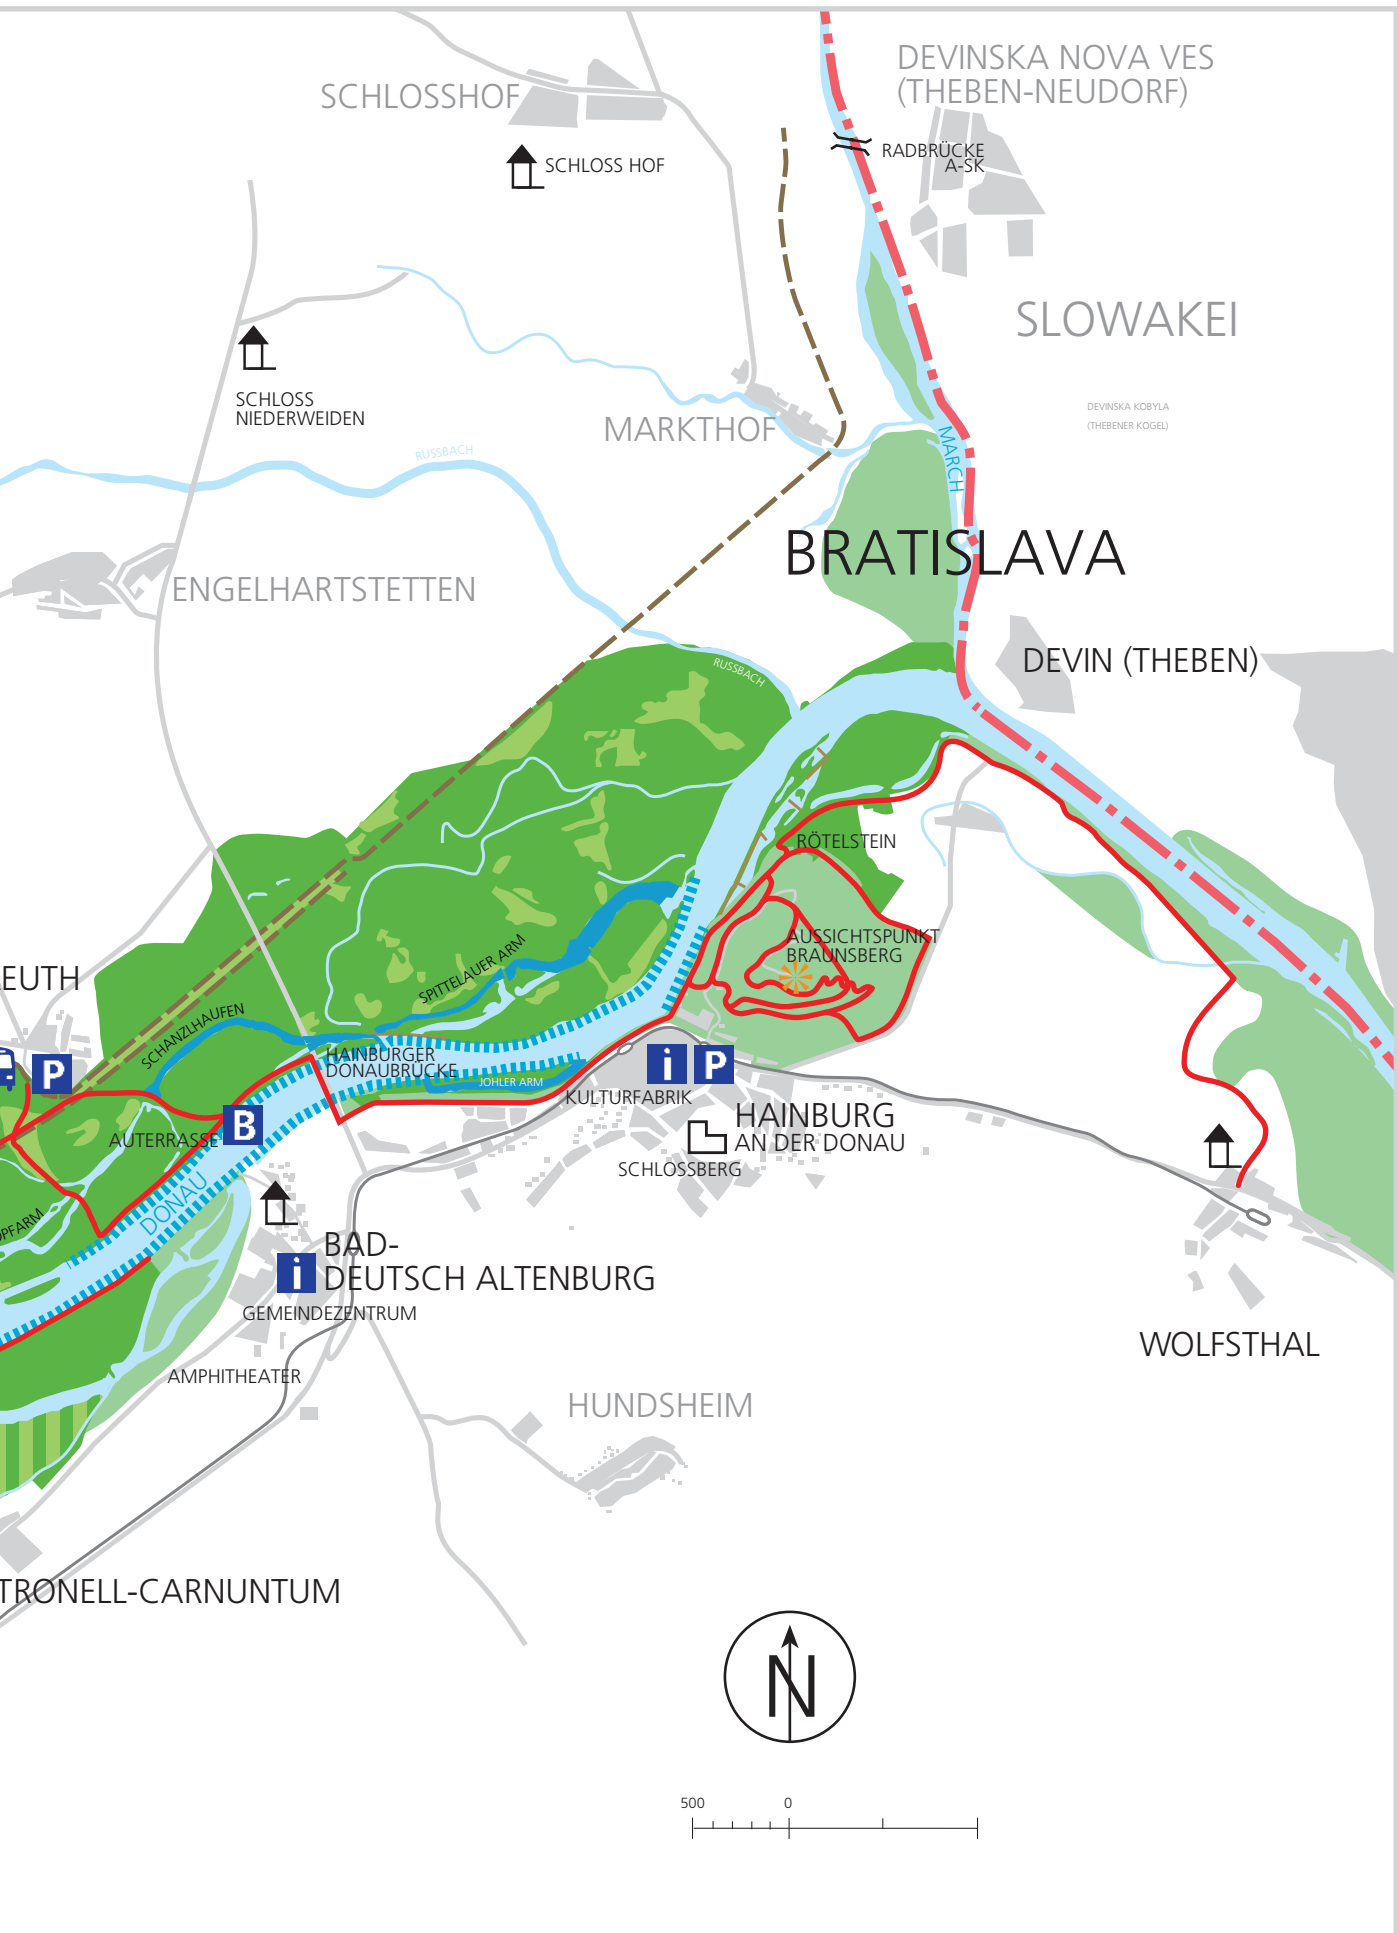 DEVINSKA NOVA VES
(THEBEN-NEUDORF)
SCHLOSSHOF
RADBRÜCKE
A-SK
SCHLOSS HOF
SLOWAKEI
SCHLOSS
NIEDERWEIDEN
DEVINSKA KOBYLA
(THEBENER KOGEL)
MARKTHOF
MARCH
RUSSBACH
BRATISLAVA
ENGELHARTSTETTEN
DEVIN (THEBEN)
RUSSBACH
RÖTELSTEIN
AUSSICHTSPUNKT
BRAUNSBERG
SPITTELAUER ARM
EUTH
SCHANZLHAUFEN
HAINBURGER
DONAUBRÜCKE
P
i P
JOHLER ARM
KULTURFABRIK
HAINBURG
AN DER DONAU
B
AUTERRASSE
SCHLOSSBERG
DONAU
OPFARM
BAD-
DEUTSCH ALTENBURG
i
GEMEINDEZENTRUM
WOLFSTHAL
AMPHITHEATER
HUNDSHEIM
TRONELL-CARNUNTUM
N
500 0